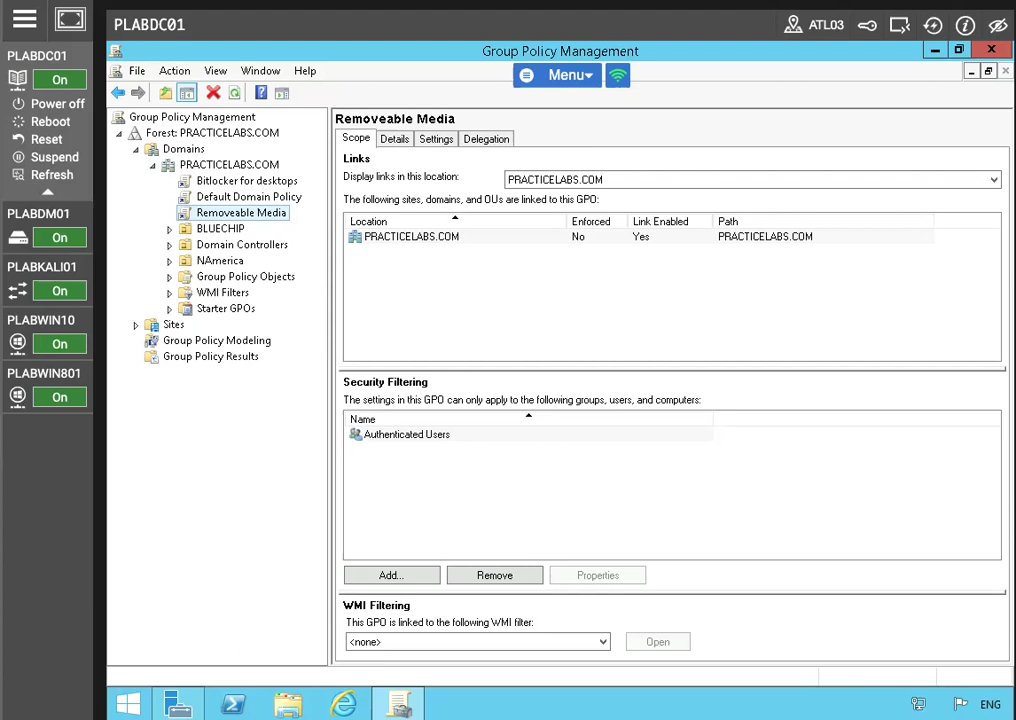 PLABDC01
ATL03
PLABDC01
On
Power off
Reboot
Reset
Suspend
Refresh
PLABDM01
On
PLABKALI01
On
PLABWIN10
On
PLABWIN801
On
Group Policy Management
File Action View Window Help
Menu
Group Policy Management
Forest: PRACTICELABS.COM
Domains
PRACTICELABS.COM
Bitlocker for desktops
Default Domain Policy
Removeable Media
BLUECHIP
Domain Controllers
NAmerica
Group Policy Objects
WMI Filters
Starter GPOs
Sites
Group Policy Modeling
Group Policy Results
Removeable Media
Scope Details Settings Delegation
Links
Display links in this location: PRACTICELABS.COM
The following sites, domains, and OUs are linked to this GPO:
Location Enforced Link Enabled Path
PRACTICELABS.COM No Yes PRACTICELABS.COM
Security Filtering
The settings in this GPO can only apply to the following groups, users, and computers:
Name
Authenticated Users
Add... Remove Properties
WMI Filtering
This GPO is linked to the following WMI filter:
<none> Open
ENG